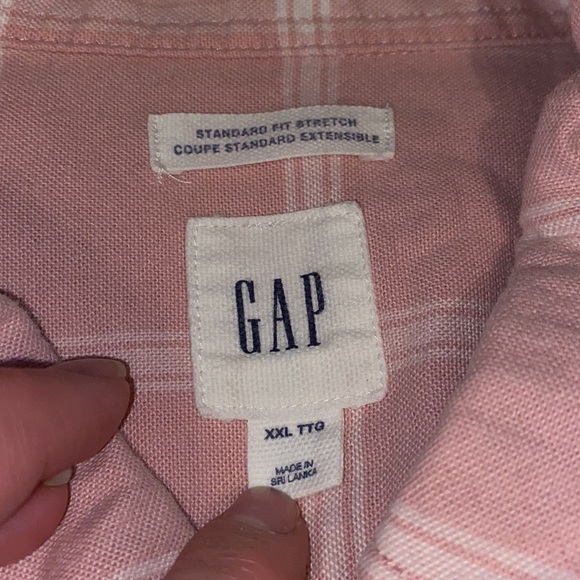 STANDARD FIT STRETCH
COUPE STANDARD EXTENSIBLE
GAP
XXL TTG
MADE IN
SRI LANKA